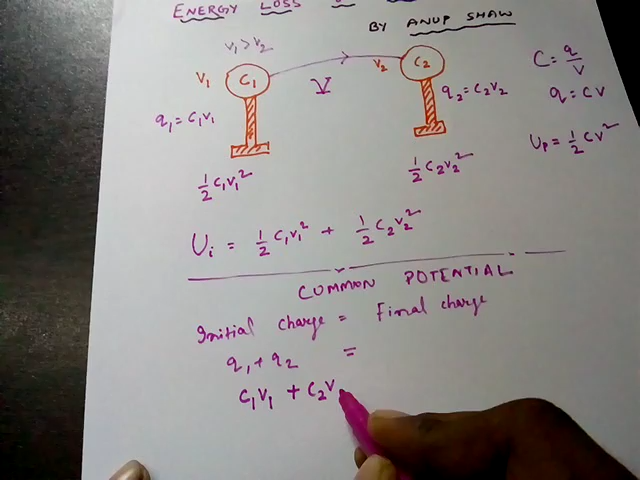 ENERGY LOSS
BY ANUP SHAW
V₁ > V₂
V₁ C₁ V₂ C₂ C = q/V
V
q₁ = C₁V₁ q₂ = C₂V₂ q = CV
½ C₁V₁² ½ C₂V₂² Uₚ = ½ CV²
Uᵢ = ½ C₁V₁² + ½ C₂V₂²
COMMON POTENTIAL
Initial charge = Final charge
q₁ + q₂ =
C₁V₁ + C₂V